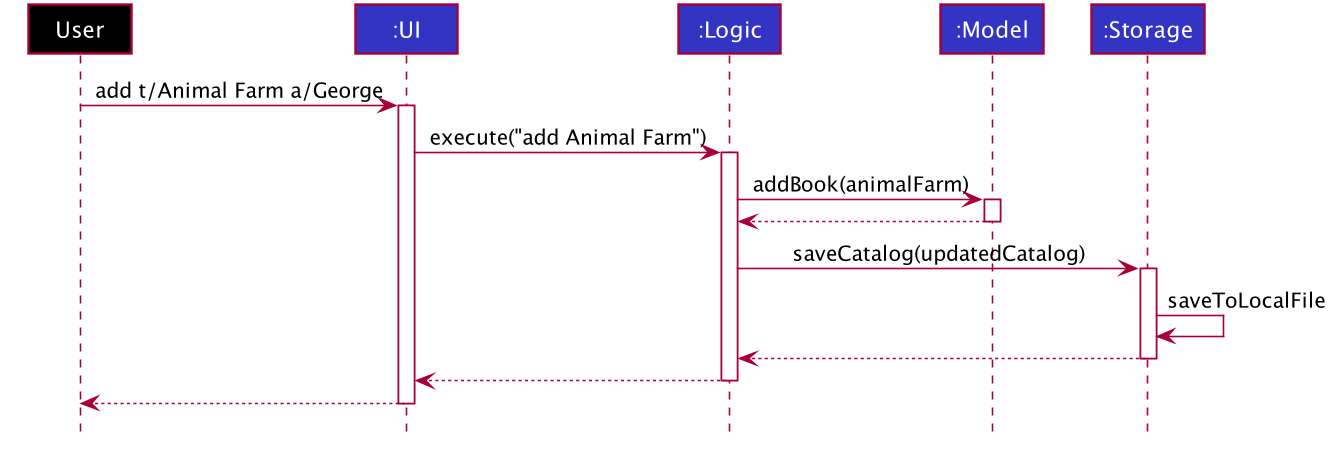 User
:UI
:Logic
:Model
:Storage
add t/Animal Farm a/George
execute("add Animal Farm")
addBook(animalFarm)
saveCatalog(updatedCatalog)
saveToLocalFile